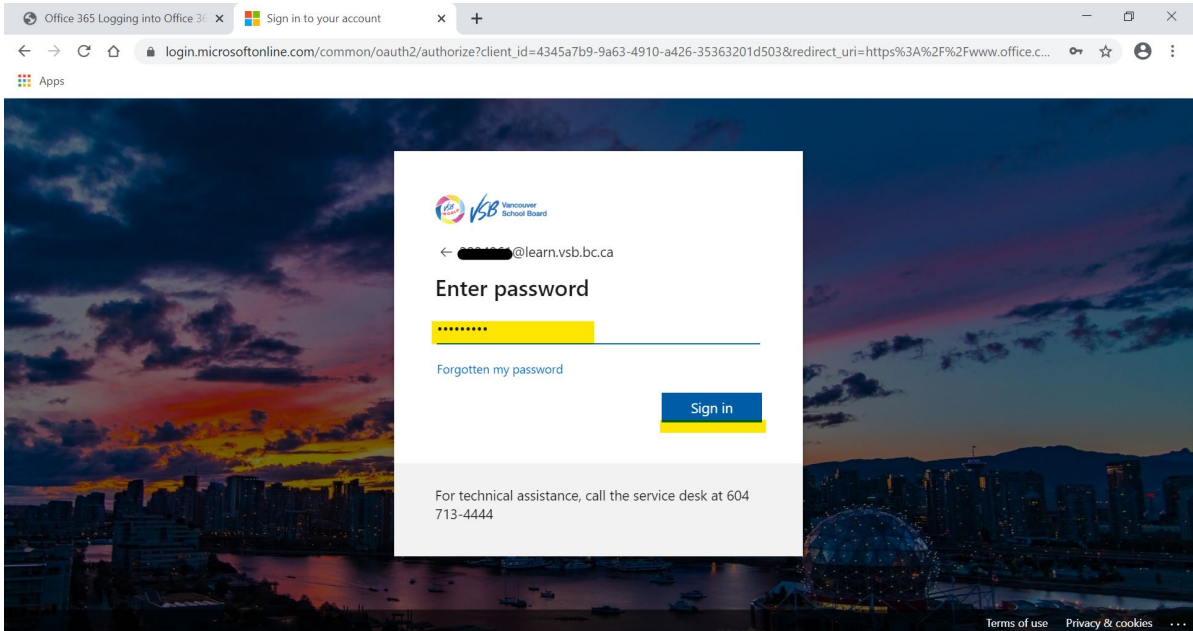 Office 365 Logging into Office 36
Sign in to your account
login.microsoftonline.com/common/oauth2/authorize?client_id=4345a7b9-9a63-4910-a426-35363201d503&redirect_uri=https%3A%2F%2Fwww.office.c...
Apps
VSB WORLD VSB Vancouver
School Board
@learn.vsb.bc.ca
Enter password
•••••••••
Forgotten my password
Sign in
For technical assistance, call the service desk at 604
713-4444
Terms of use Privacy & cookies ...